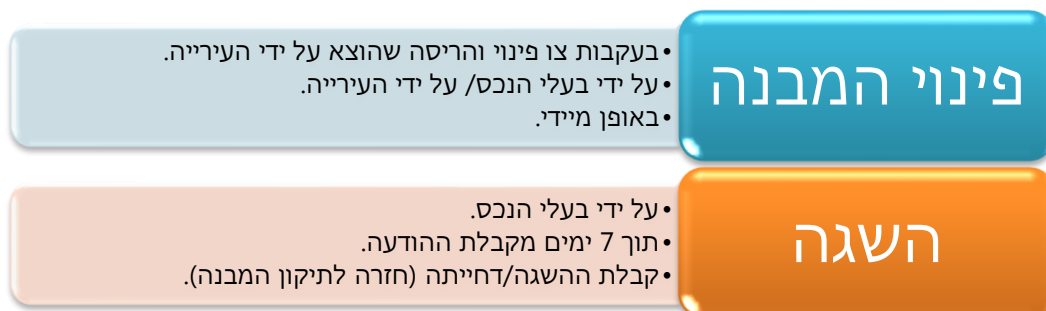 פינוי המבנה
•בעקבות צו פינוי והריסה שהוצא על ידי העירייה.
•על ידי בעלי הנכס/ על ידי העירייה.
•באופן מיידי.
השגה
•על ידי בעלי הנכס.
•תוך 7 ימים מקבלת ההודעה.
•קבלת ההשגה/דחייתה (חזרה לתיקון המבנה).